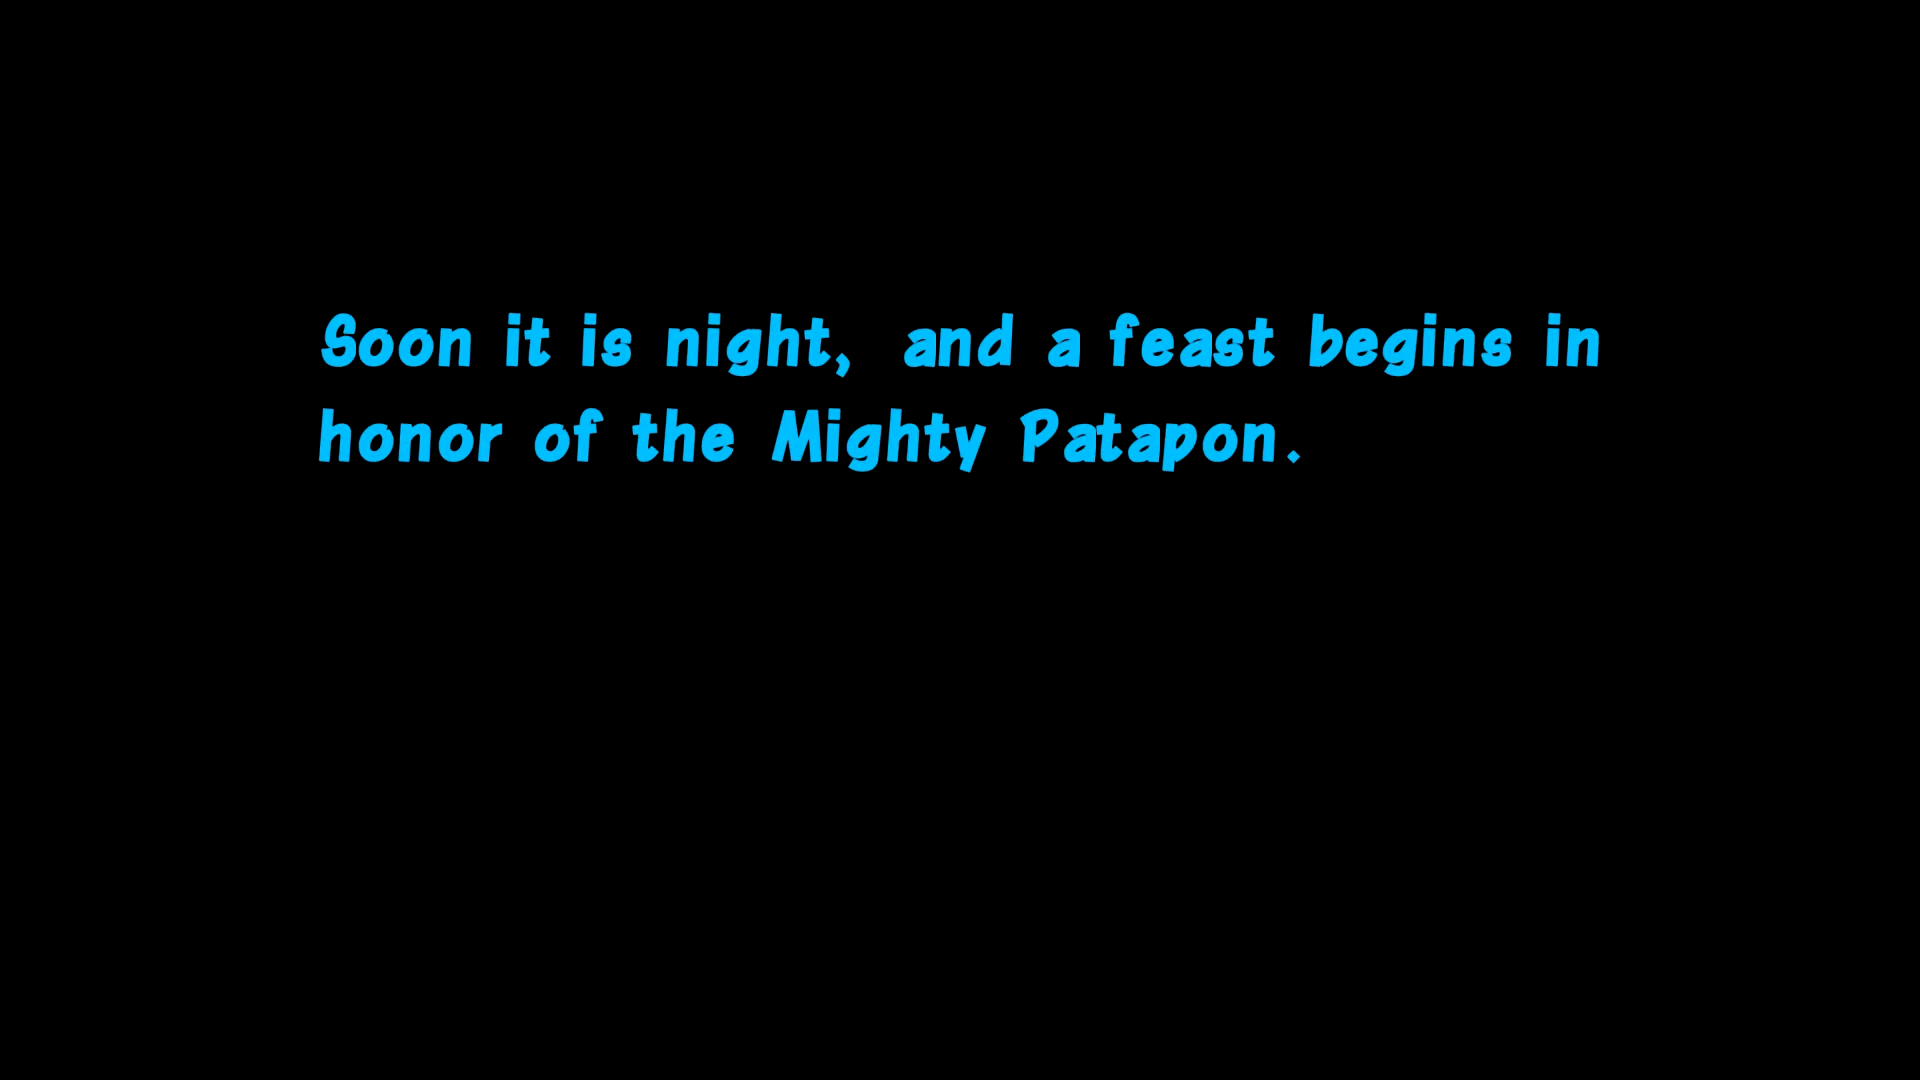 Soon it is night, and a feast begins in
honor of the Mighty Patapon.